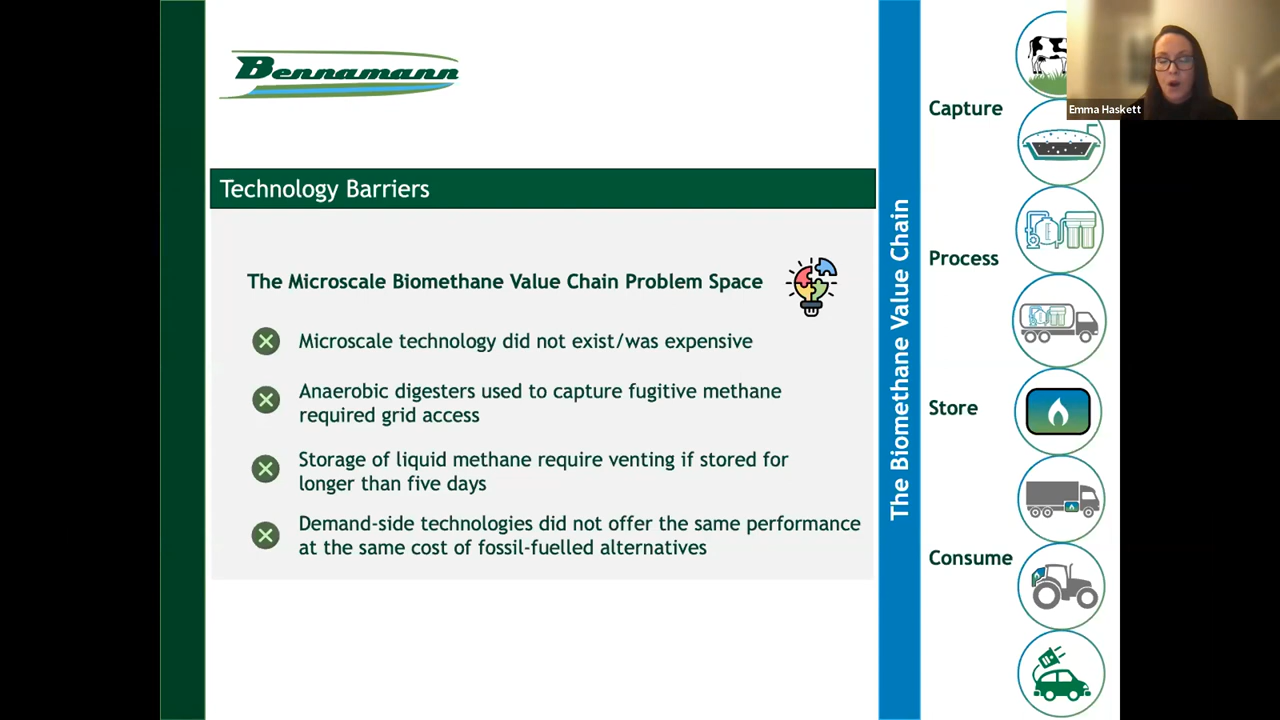 Bennamann
Technology Barriers
The Microscale Biomethane Value Chain Problem Space
Microscale technology did not exist/was expensive
Anaerobic digesters used to capture fugitive methane
required grid access
Storage of liquid methane require venting if stored for
longer than five days
Demand-side technologies did not offer the same performance
at the same cost of fossil-fuelled alternatives
The Biomethane Value Chain
Capture
Process
Store
Consume
Emma Haskett